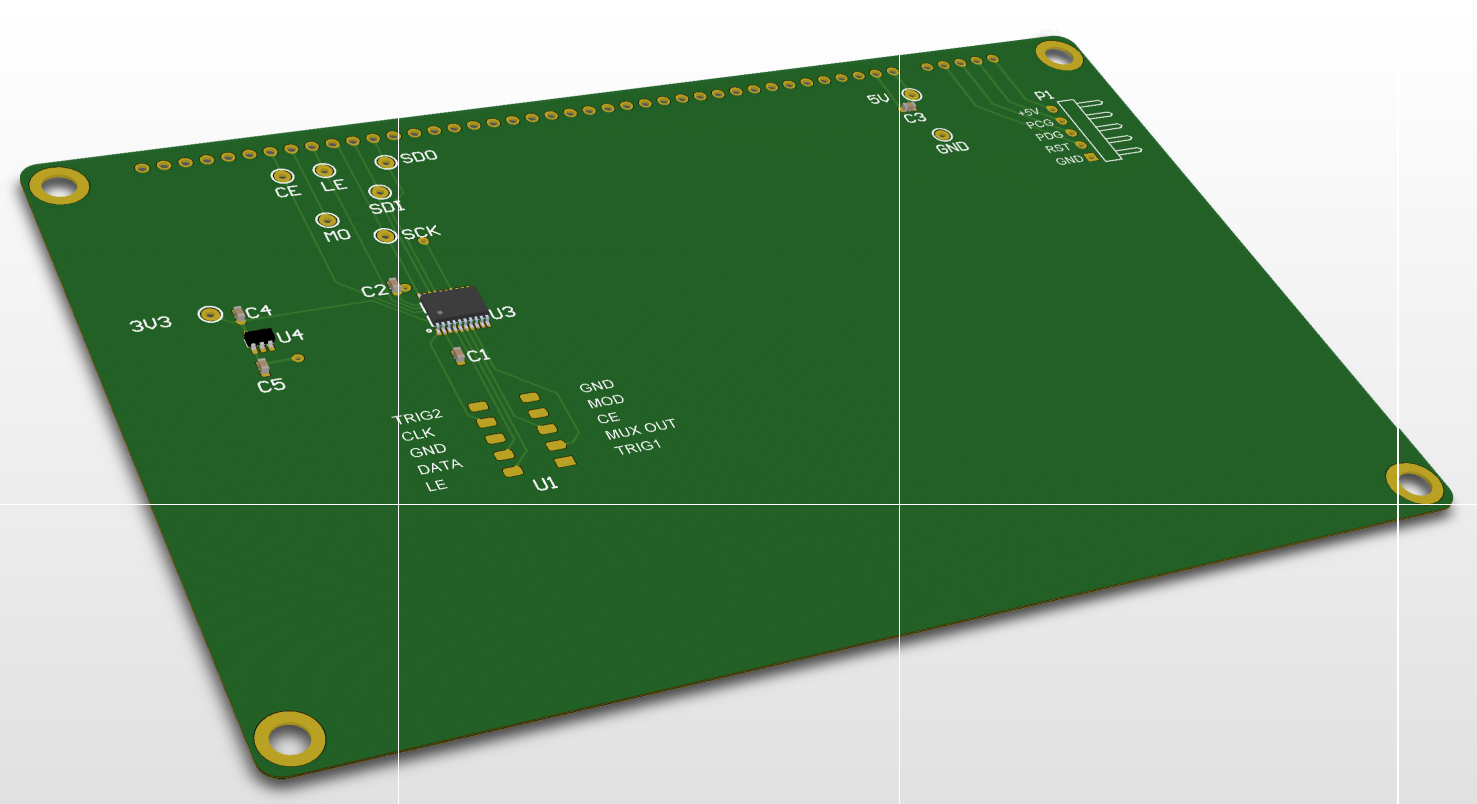 P1
5V
+5V
C3
PCG
PDG
GND
RST
GND
SDO
CE
LE
SDI
MO
SCK
C2
3V3
C4
U3
U4
C1
C5
GND
MOD
TRIG2
CE
CLK
MUX OUT
GND
TRIG1
DATA
LE
U1